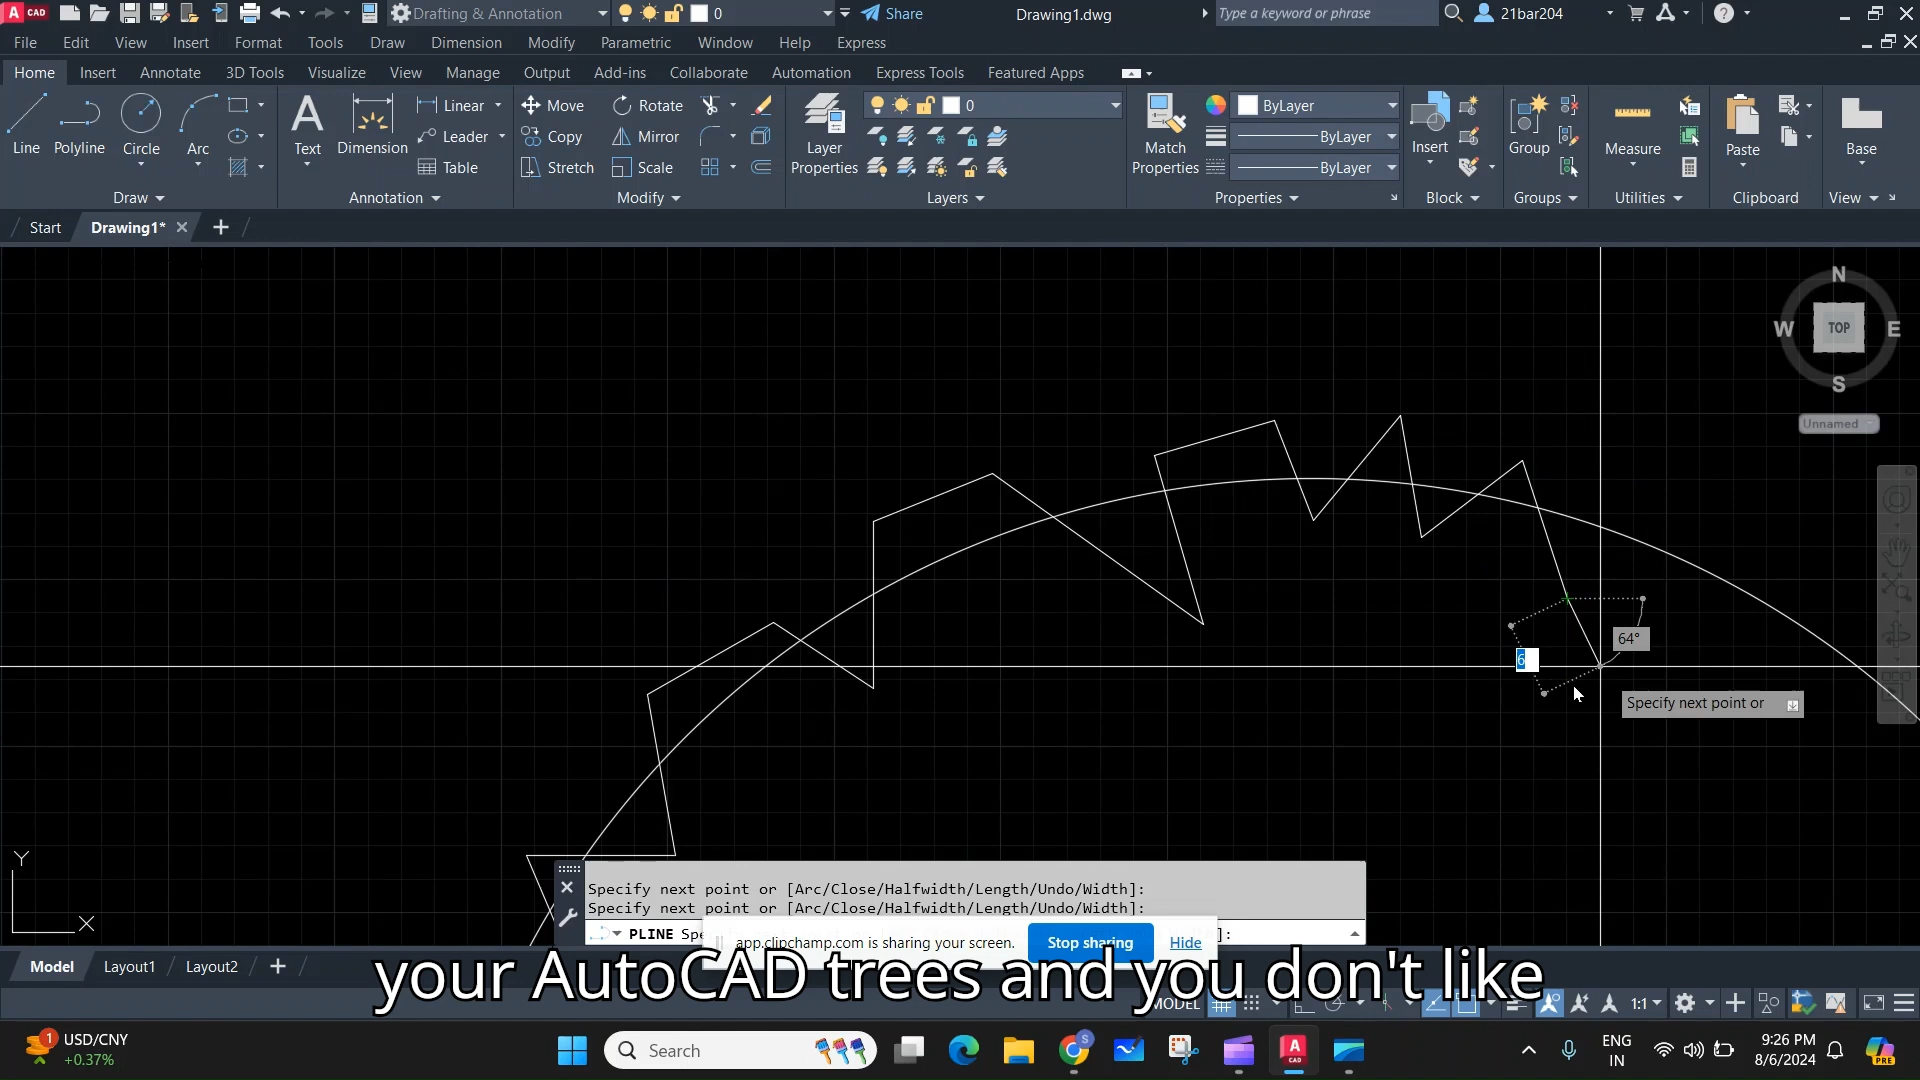 A CAD Drafting & Annotation 0 Share Drawing1.dwg Type a keyword or phrase 21bar204
File Edit View Insert Format Tools Draw Dimension Modify Parametric Window Help Express
Home Insert Annotate 3D Tools Visualize View Manage Output Add-ins Collaborate Automation Express Tools Featured Apps
Linear Move Rotate 0 ByLayer
Line Polyline Circle Arc Text Dimension Leader Copy Mirror Layer Properties Match Properties ByLayer Insert Group Measure Paste Base
Table Stretch Scale ByLayer
Draw Annotation Modify Layers Properties Block Groups Utilities Clipboard View
Start Drawing1*
N
W TOP E
S
Unnamed
64°
6
Specify next point or
Y
X
Specify next point or [Arc/Close/Halfwidth/Length/Undo/Width]:
Specify next point or [Arc/Close/Halfwidth/Length/Undo/Width]:
PLINE Spe ]:
app.clipchamp.com is sharing your screen. Stop sharing Hide
Model Layout1 Layout2
your AutoCAD trees and you don't like
MODEL 1:1
1 USD/CNY
+0.37%
Search
ENG
IN
9:26 PM
8/6/2024